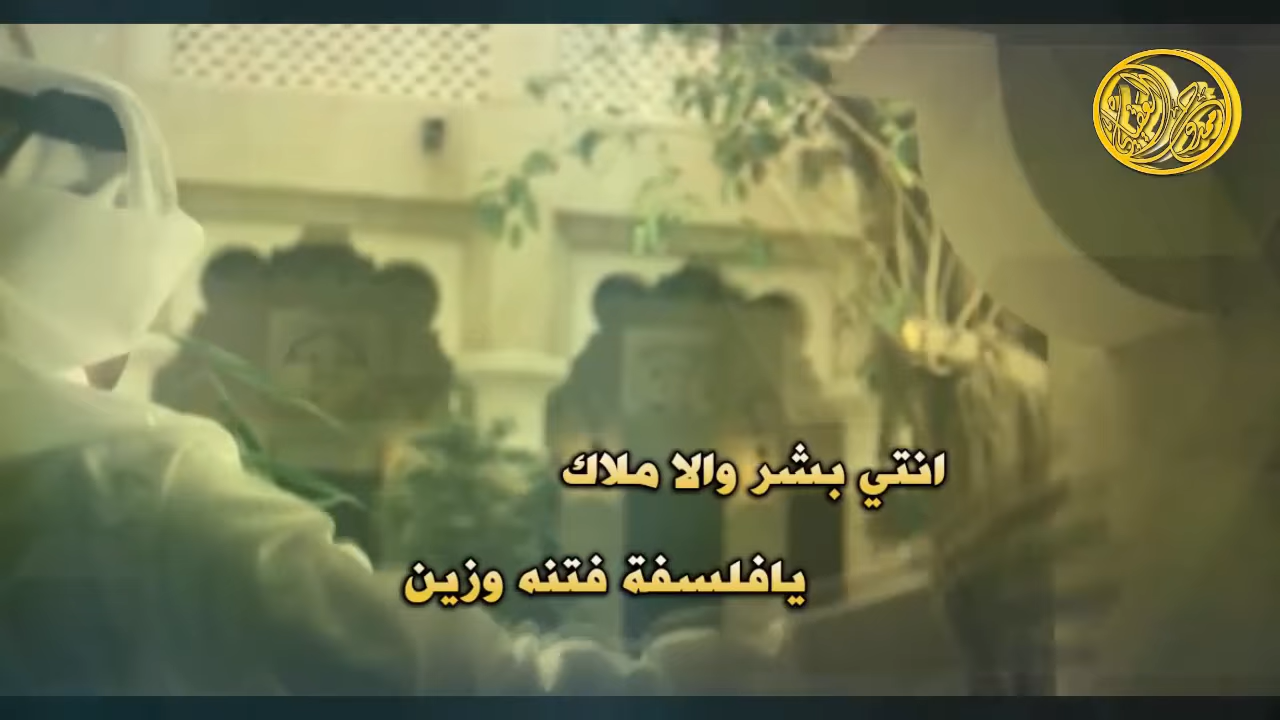 انتي بشر والا ملاك
يافلسفة فتنه وزين